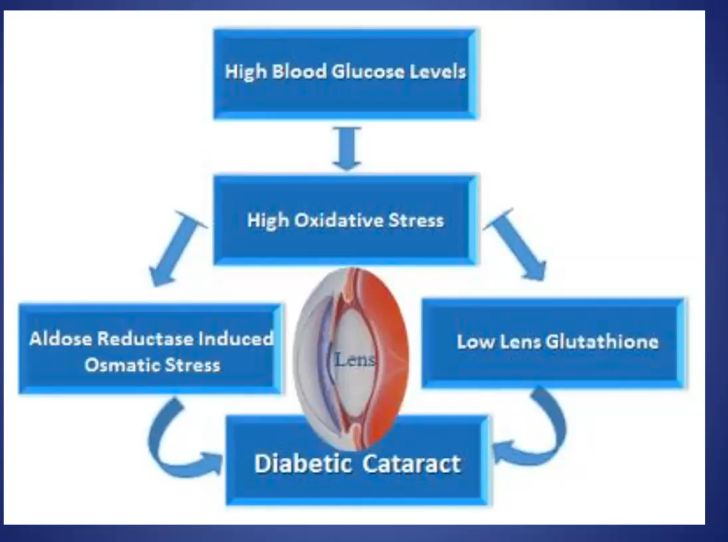 High Blood Glucose Levels
High Oxidative Stress
Aldose Reductase Induced
Osmatic Stress
Low Lens Glutathione
Lens
Diabetic Cataract